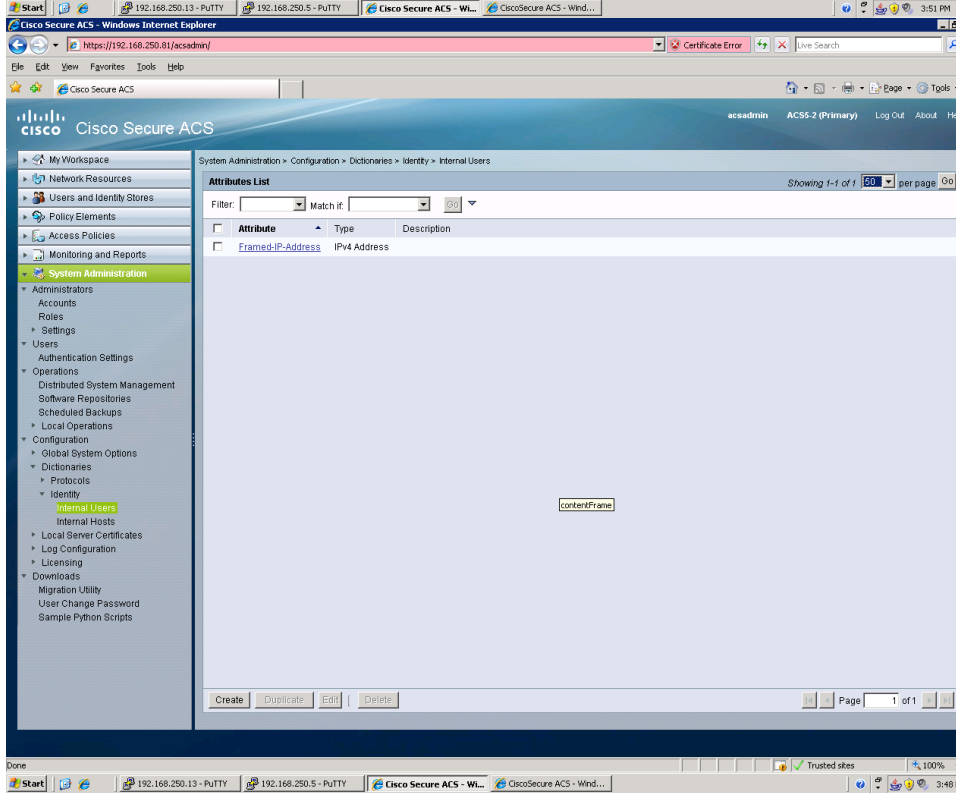 Start 192.168.250.13 - PuTTY 192.168.250.5 - PuTTY Cisco Secure ACS - Wi... CiscoSecure ACS - Wind... 3:51 PM
Cisco Secure ACS - Windows Internet Explorer
https://192.168.250.81/acsadmin/ Certificate Error Live Search
File Edit View Favorites Tools Help
Cisco Secure ACS Page Tools
CISCO Cisco Secure ACS acsadmin ACS5-2 (Primary) Log Out About He
My Workspace
Network Resources
Users and Identity Stores
Policy Elements
Access Policies
Monitoring and Reports
System Administration
Administrators
Accounts
Roles
Settings
Users
Authentication Settings
Operations
Distributed System Management
Software Repositories
Scheduled Backups
Local Operations
Configuration
Global System Options
Dictionaries
Protocols
Identity
Internal Users
Internal Hosts
Local Server Certificates
Log Configuration
Licensing
Downloads
Migration Utility
User Change Password
Sample Python Scripts
System Administration > Configuration > Dictionaries > Identity > Internal Users
Attributes List Showing 1-1 of 1 50 per page Go
Filter: Match if: Go
Attribute Type Description
Framed-IP-Address IPv4 Address
contentFrame
Create Duplicate Edit | Delete Page 1 of 1
Done Trusted sites 100%
Start 192.168.250.13 - PuTTY 192.168.250.5 - PuTTY Cisco Secure ACS - Wi... CiscoSecure ACS - Wind... 3:48